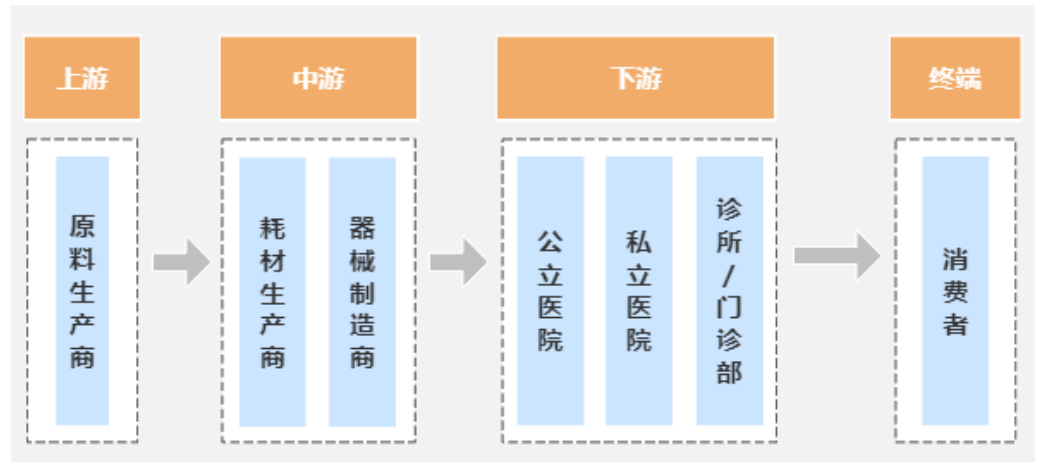 上游
中游
下游
终端
原料生产商
耗材生产商
器械制造商
公立医院
私立医院
诊所/门诊部
消费者